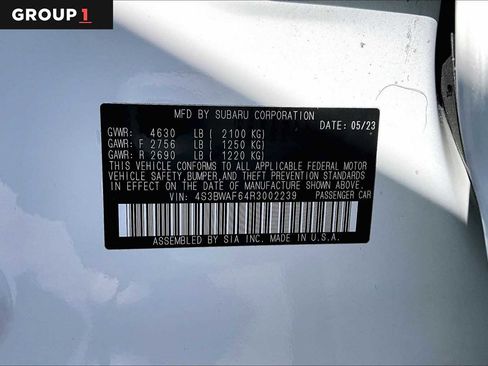 GROUP 1
MFD BY SUBARU CORPORATION
DATE: 05/23
GVWR: 4630 LB ( 2100 KG)
GAWR: F 2756 LB ( 1250 KG)
GAWR: R 2690 LB ( 1220 KG)
THIS VEHICLE CONFORMS TO ALL APPLICABLE FEDERAL MOTOR
VEHICLE SAFETY,BUMPER,AND THEFT PREVENTION STANDARDS
IN EFFECT ON THE DATE OF MANUFACTURE SHOWN ABOVE.
VIN: 4S3BWAF64R3002239 PASSENGER CAR
ASSEMBLED BY SIA INC. MADE IN U.S.A.